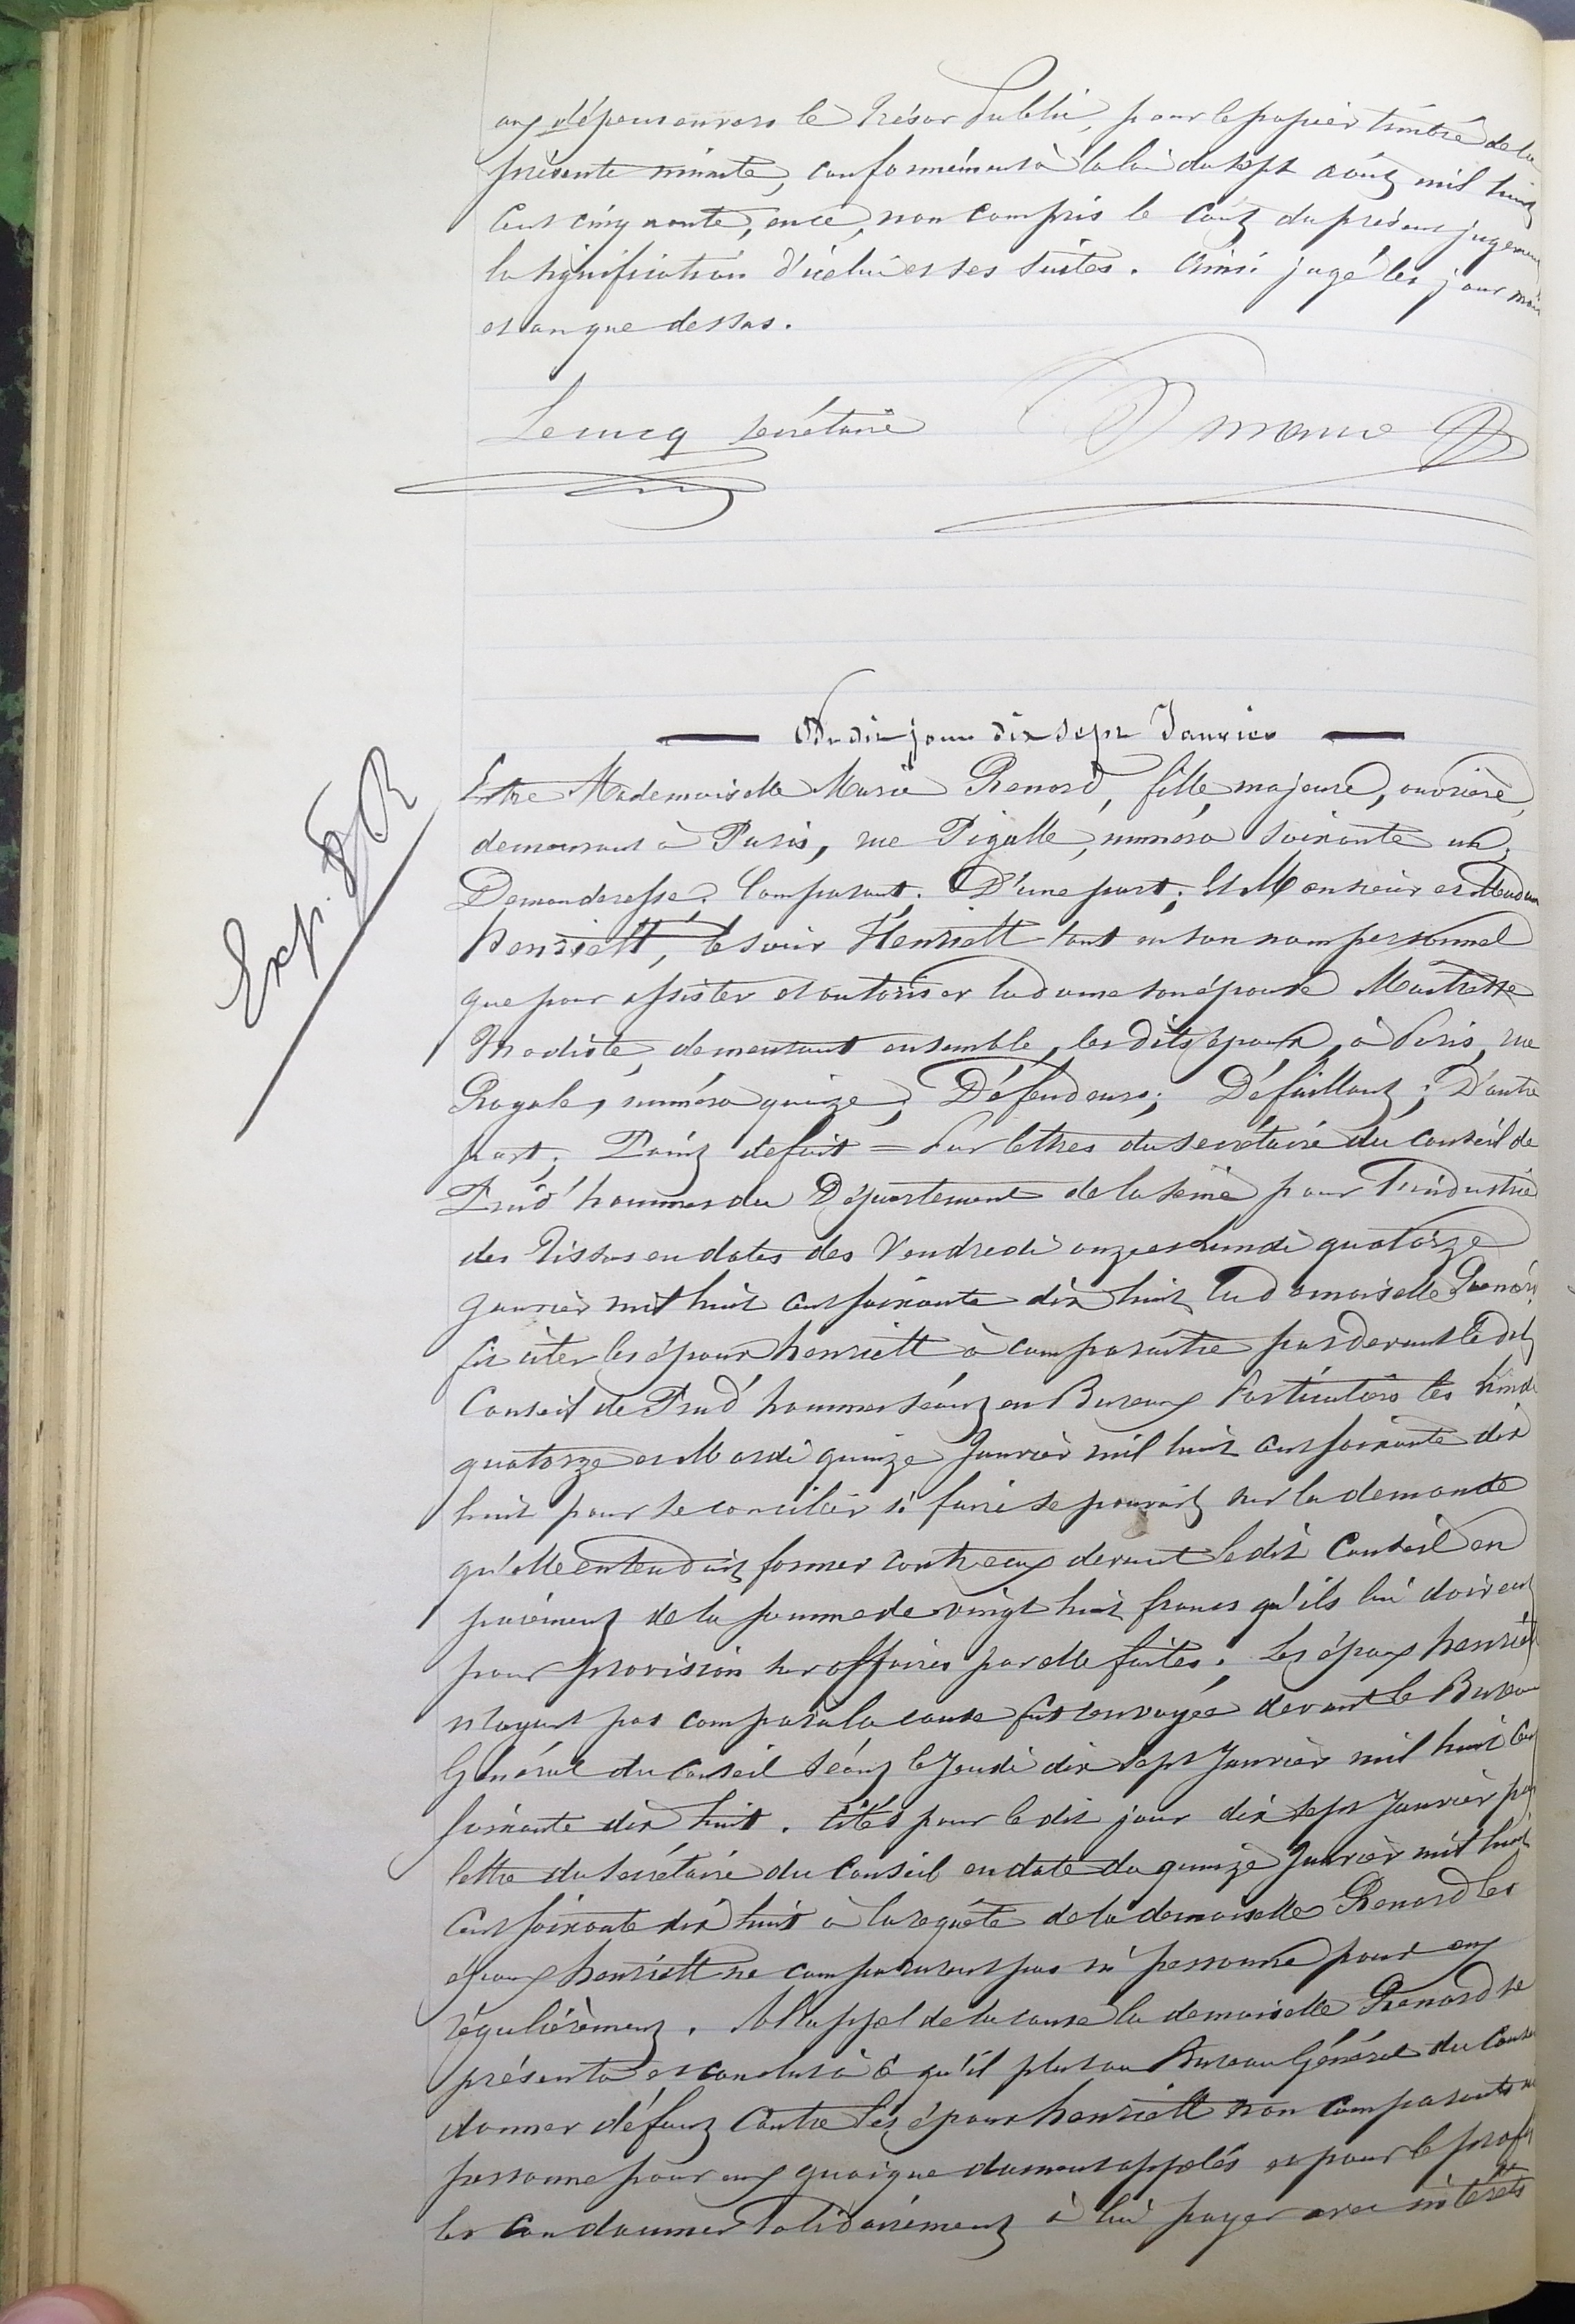 aux dépens envers le Trésor Public, pour le papier timbré de la
présente minute, conformément à la loi du sept août mil huit
cent cinquante, ence, non compris le coût du présent jugement
la signification d'icelui et ses suites. Ainsi jugé les jour mois
et an que dessus.
Lecucq secrétaire
Du dit jour dix sept Janvier
Exp. R
Entre Mademoiselle Marie Renard, fille majeure, ouvrière,
demeurant à Paris, rue Pigalle, numéro soixante un;
Demanderesse; Comparant; D'une part; Et Monsieur et Madame
henriett, le sieur Henriett tant en son nom personnel
que pour assister et autoriser la dame son épouse Maitresse
Modiste, demeurant ensemble, les dits époux, à Paris, rue
Royale, numéro quinze; Défendeurs; Défaillant; D'autre
part; Point de fait = Par lettres du secrétaire du Conseil de
Prud'hommes du Département de la Seine pour l'industrie
des Tissus en dates des Vendredi onze et Lundi quatorze
Janvier mil huit cent soixante dix huit la demoiselle Renard
fit citer les époux henriett à comparaître par devant le dit
Conseil de Prud'hommes séant en Bureaux Particuliers les Lundi
quatorze et Mardi quinze Janvier mil huit cent soixante dix
huit pour se concilier si faire se pouvait sur la demande
qu'elle entendait former contre eux devant le dit Conseil en
paiement de la somme de vingt huit francs qu'ils lui doivent
pour provision sur affaires par elle faites. Les époux henriett
n'ayant pas comparu la cause fut renvoyée devant le Bureau
Général du Conseil séant le Jeudi dix sept Janvier mil huit cent
soixante dix huit. Cités pour le dit jour dix sept Janvier par
lettre du secrétaire du Conseil en date du quinze Janvier mil huit
cent soixante dix huit à la requête de la demoiselle Renard les
époux henriett ne comparurent pas ni personne pour eux
régulièrement. A l'appel de la cause la demoiselle Renard se
présenta et conclut à ce qu'il plut au Bureau Général du Conseil
donner défaut contre les époux henriett non comparants ni
personne pour eux quoique dument appelés et pour le profit
les condamner solidairement à lui payer avec intérêts